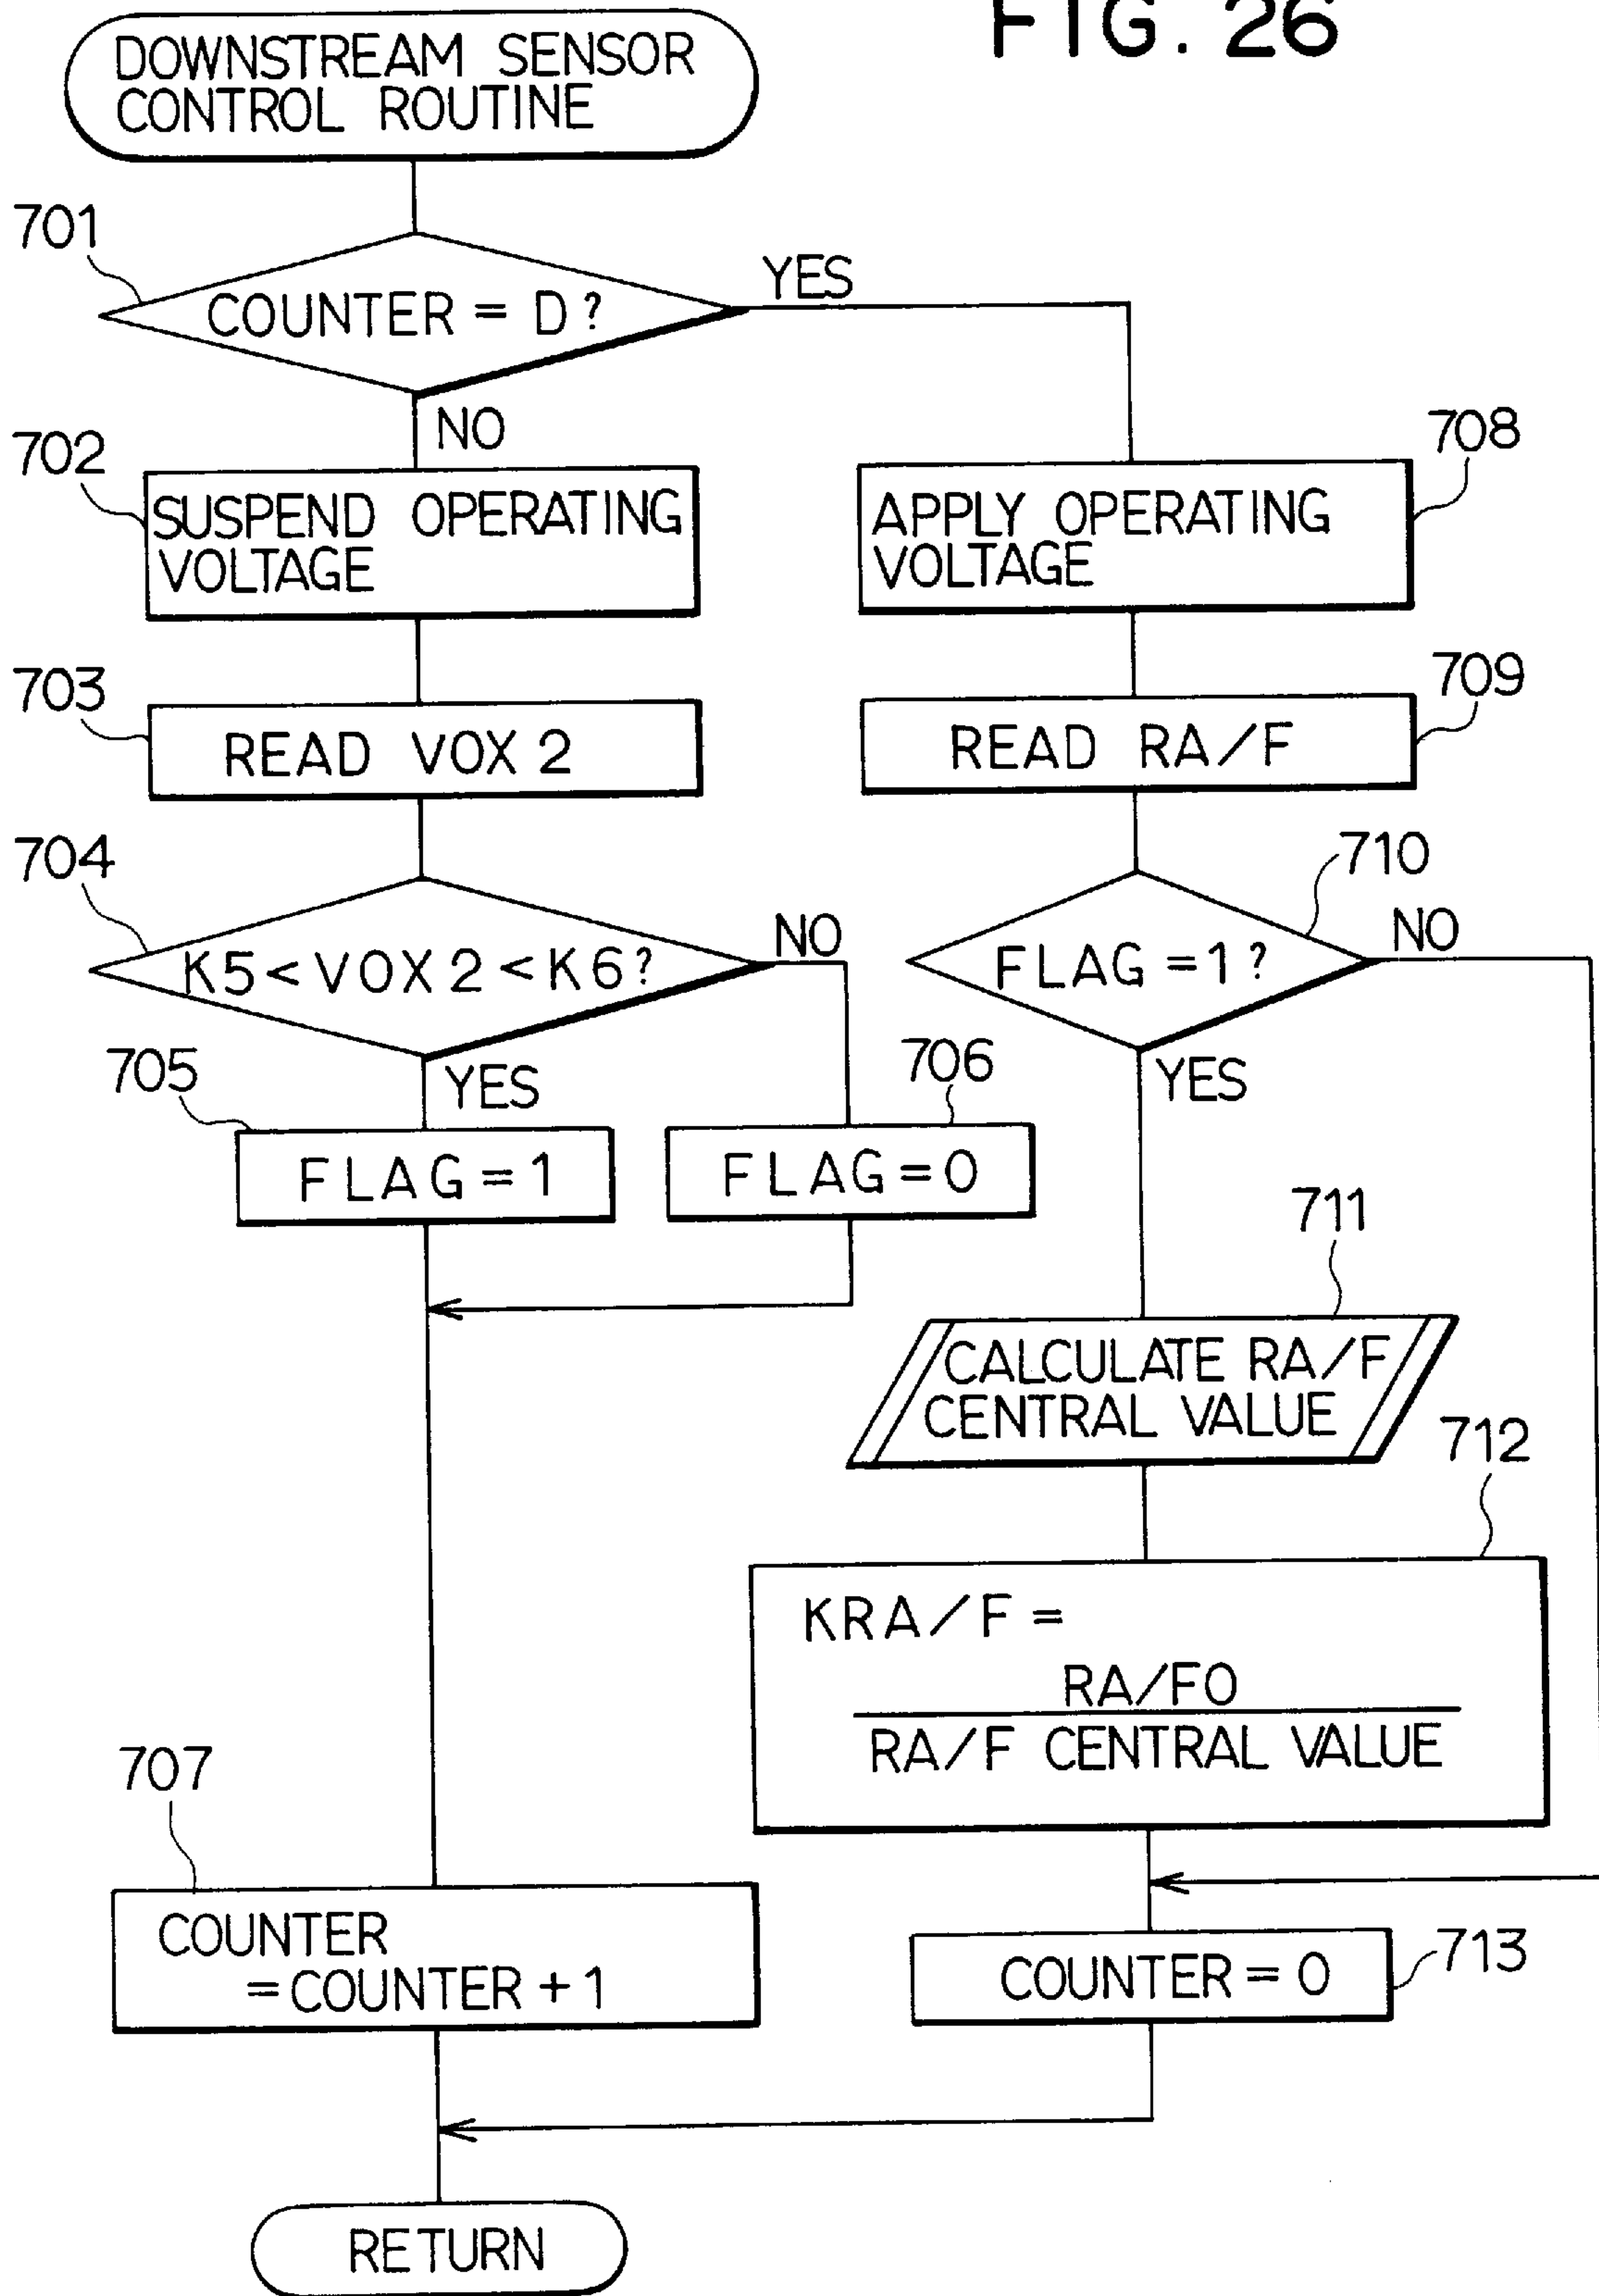 FIG. 26
DOWNSTREAM SENSOR
CONTROL ROUTINE
701
COUNTER = D?
YES
NO
702
SUSPEND OPERATING
VOLTAGE
708
APPLY OPERATING
VOLTAGE
703
READ VOX 2
709
READ RA/F
704
K5 < VOX 2 < K6?
NO
YES
710
FLAG = 1?
NO
YES
705
FLAG = 1
706
FLAG = 0
711
CALCULATE RA/F
CENTRAL VALUE
712
KRA/F =
RA/F0
RA/F CENTRAL VALUE
707
COUNTER
= COUNTER + 1
713
COUNTER = 0
RETURN